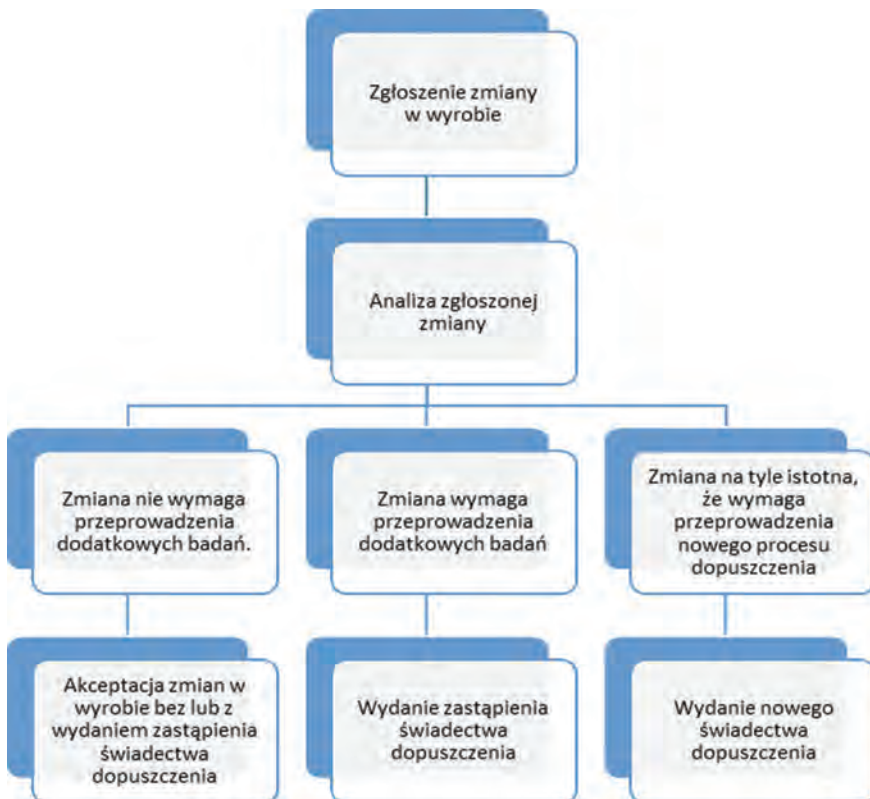 Zgłoszenie zmiany
w wyrobie
Analiza zgłoszonej
zmiany
Zmiana nie wymaga
przeprowadzenia
dodatkowych badań.
Zmiana wymaga
przeprowadzenia
dodatkowych badań
Zmiana na tyle istotna,
że wymaga
przeprowadzenia
nowego procesu
dopuszczenia
Akceptacja zmian w
wyrobie bez lub z
wydaniem zastąpienia
świadectwa
dopuszczenia
Wydanie zastąpienia
świadectwa
dopuszczenia
Wydanie nowego
świadectwa
dopuszczenia